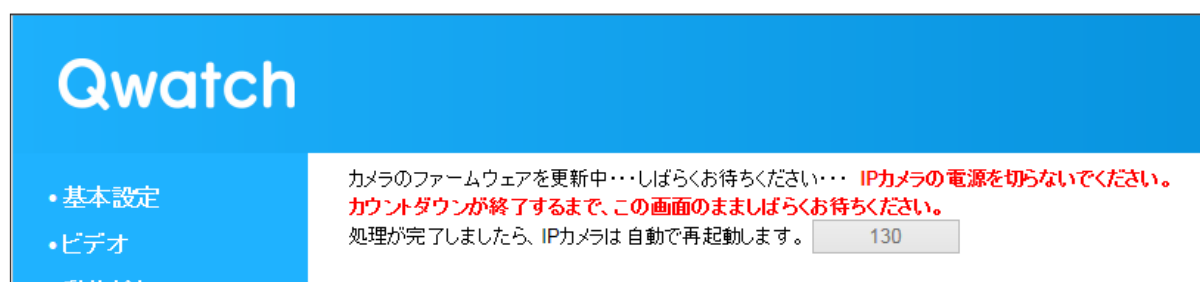 Qwatch
・基本設定
・ビデオ
カメラのファームウェアを更新中・・・しばらくお待ちください・・・ IPカメラの電源を切らないでください。
カウントダウンが終了するまで、この画面のまましばらくお待ちください。
処理が完了しましたら、IPカメラは 自動で再起動します。 130